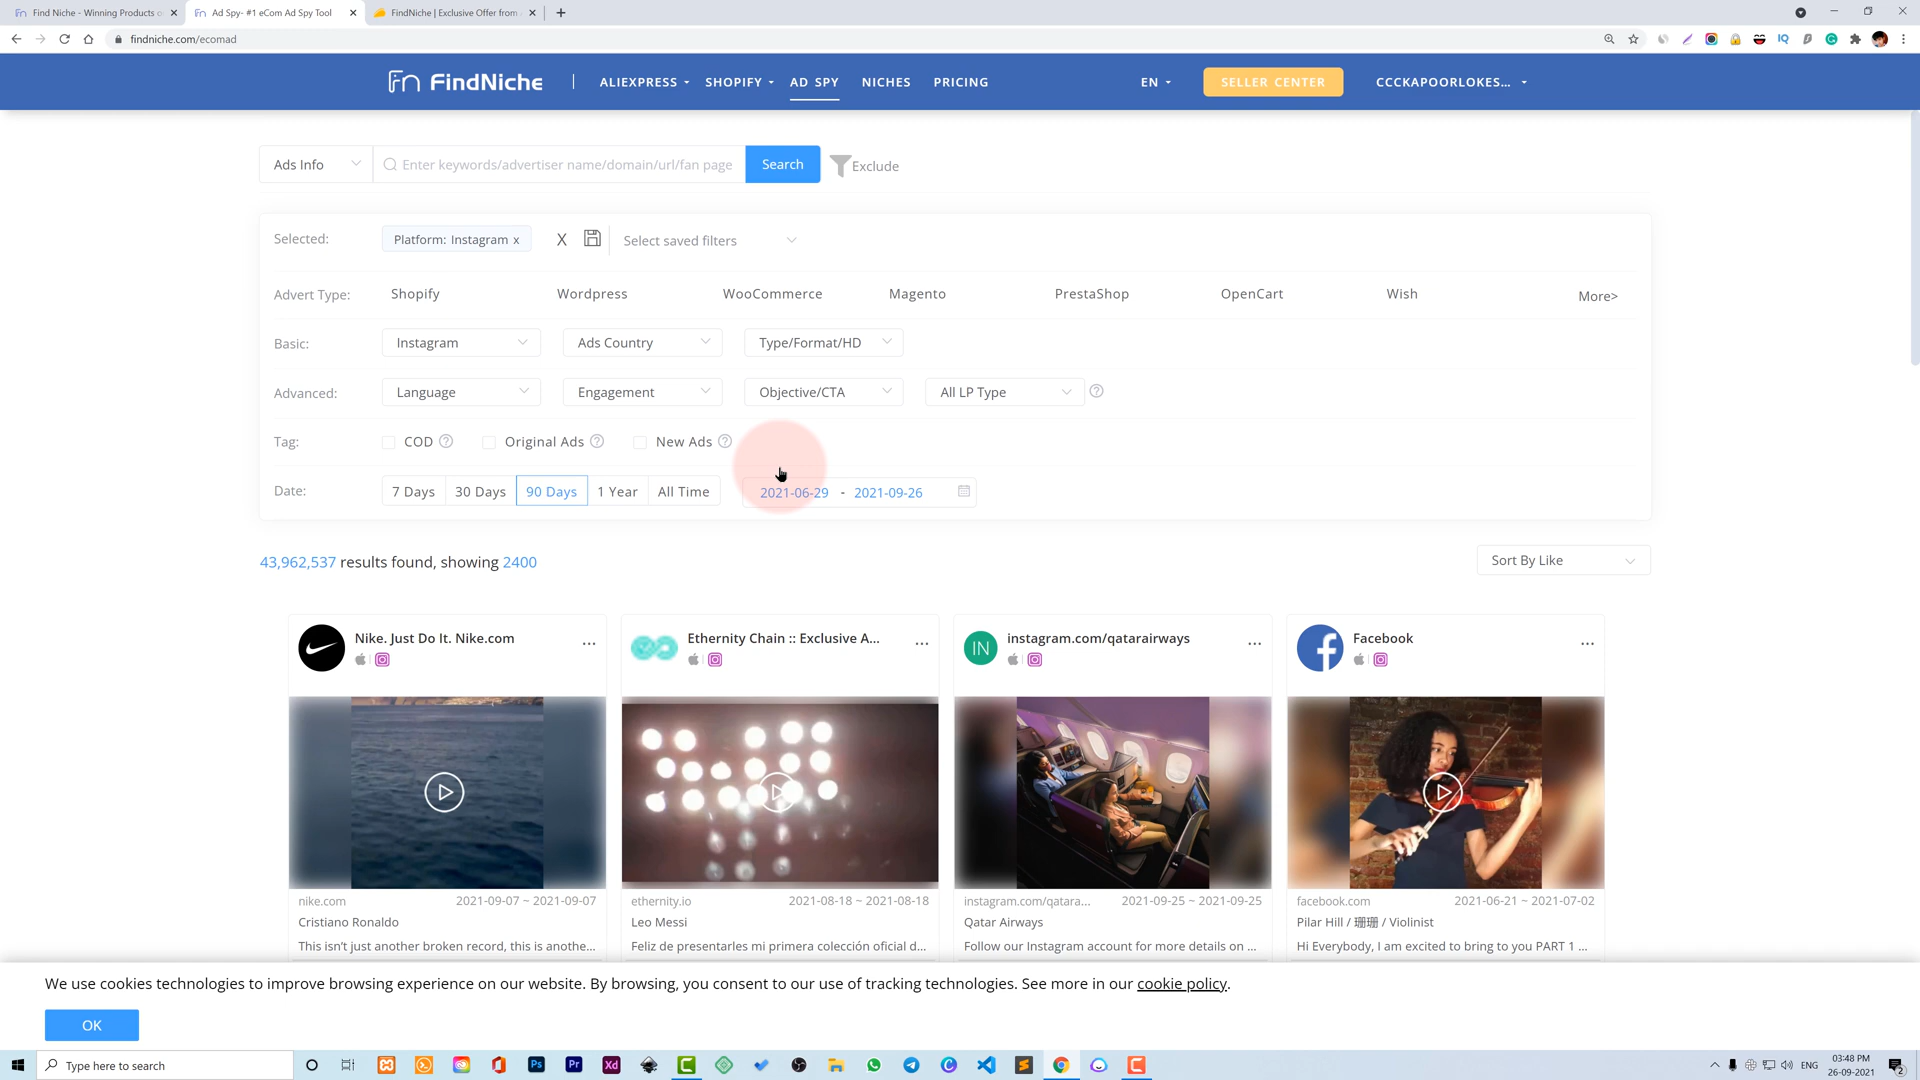 Find Niche - Winning Products o
Ad Spy- #1 eCom Ad Spy Tool
FindNiche | Exclusive Offer from
findniche.com/ecomad
FindNiche
ALIEXPRESS
SHOPIFY
AD SPY
NICHES
PRICING
EN
SELLER CENTER
CCCKAPOORLOKES...
Ads Info
Enter keywords/advertiser name/domain/url/fan page
Search
Exclude
Selected:
Platform: Instagram x
X
Select saved filters
Advert Type:
Shopify
Wordpress
WooCommerce
Magento
PrestaShop
OpenCart
Wish
More>
Basic:
Instagram
Ads Country
Type/Format/HD
Advanced:
Language
Engagement
Objective/CTA
All LP Type
Tag:
COD
Original Ads
New Ads
Date:
7 Days
30 Days
90 Days
1 Year
All Time
2021-06-29 - 2021-09-26
43,962,537 results found, showing 2400
Sort By Like
Nike. Just Do It. Nike.com
Ethernity Chain :: Exclusive A...
IN
instagram.com/qatarairways
Facebook
nike.com
2021-09-07 ~ 2021-09-07
Cristiano Ronaldo
This isn't just another broken record, this is anothe...
ethernity.io
2021-08-18 ~ 2021-08-18
Leo Messi
Feliz de presentarles mi primera colección oficial d...
instagram.com/qatara...
2021-09-25 ~ 2021-09-25
Qatar Airways
Follow our Instagram account for more details on ...
facebook.com
2021-06-21 ~ 2021-07-02
Pilar Hill / 珊珊 / Violinist
Hi Everybody, I am excited to bring to you PART 1 ...
We use cookies technologies to improve browsing experience on our website. By browsing, you consent to our use of tracking technologies. See more in our cookie policy.
OK
Type here to search
ENG
03:48 PM
26-09-2021